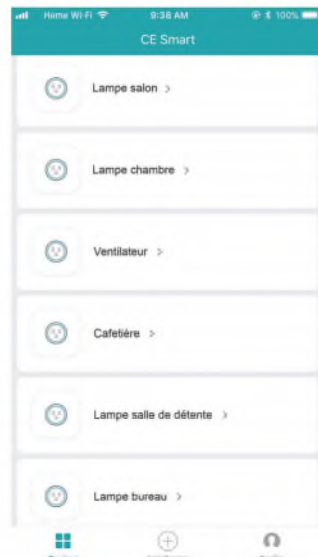 Home Wi-Fi 9:38 AM 100%
CE Smart
Lampe salon >
Lampe chambre >
Ventilateur >
Cafetière >
Lampe salle de détente >
Lampe bureau >